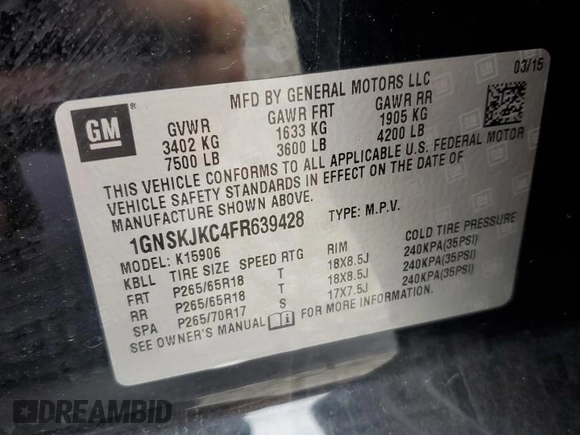 MFD BY GENERAL MOTORS LLC 03/15
GM ®
GVWR GAWR FRT GAWR RR
3402 KG 1633 KG 1905 KG
7500 LB 3600 LB 4200 LB
THIS VEHICLE CONFORMS TO ALL APPLICABLE U.S. FEDERAL MOTOR
VEHICLE SAFETY STANDARDS IN EFFECT ON THE DATE OF
MANUFACTURE SHOWN ABOVE.
1GNSKJKC4FR639428 TYPE: M.P.V.
MODEL: K15906
KBLL TIRE SIZE SPEED RTG RIM COLD TIRE PRESSURE
FRT P265/65R18 T 18X8.5J 240KPA(35PSI)
RR P265/65R18 T 18X8.5J 240KPA(35PSI)
SPA P265/70R17 S 17X7.5J 240KPA(35PSI)
SEE OWNER'S MANUAL i FOR MORE INFORMATION.
DREAMBID